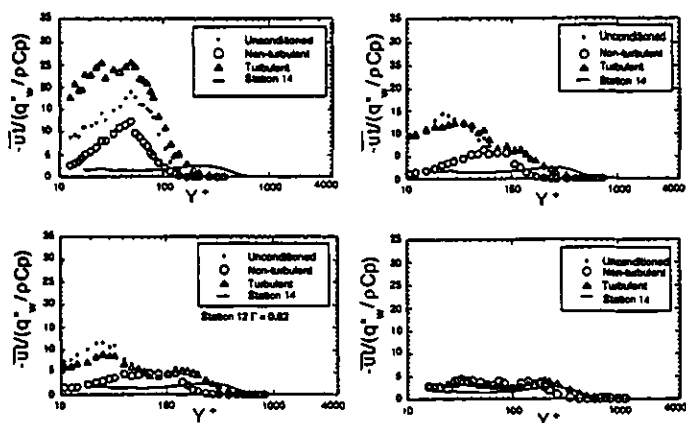 35
30
25
20
15
10
5
0
-u̅t̅/(q"w/ρCp)
Unconditioned
Non-turbulent
Turbulent
Station 14
10 100 1000 4000
Y+
35
30
25
20
15
10
5
0
-u̅t̅/(q"w/ρCp)
Unconditioned
Non-turbulent
Turbulent
Station 14
10 100 1000 4000
Y+
35
30
25
20
15
10
5
0
-u̅t̅/(q"w/ρCp)
Unconditioned
Non-turbulent
Turbulent
Station 14
Station 12 Γ = 0.82
10 100 1000 4000
Y+
35
30
25
20
15
10
5
0
-u̅t̅/(q"w/ρCp)
Unconditioned
Non-turbulent
Turbulent
Station 14
10 100 1000 4000
Y+